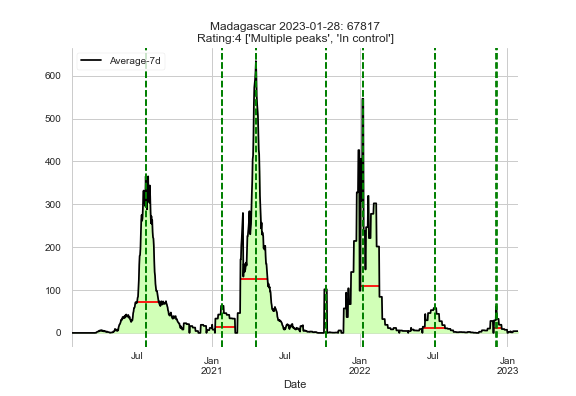 Madagascar 2023-01-28: 67817
Rating:4 ['Multiple peaks', 'In control']
Average-7d
600
500
400
300
200
100
0
Jul
Jan
2021
Jul
Jan
2022
Jul
Jan
2023
Date